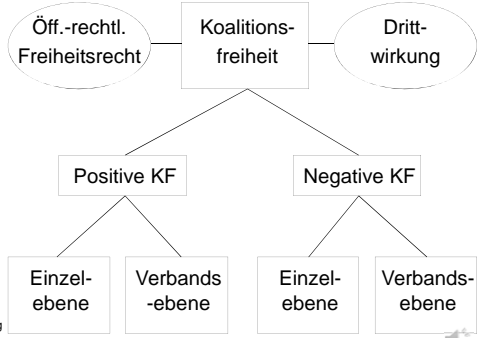 Öff.-rechtl.
Freiheitsrecht
Koalitions-
freiheit
Dritt-
wirkung
Positive KF
Negative KF
Einzel-
ebene
Verbands
-ebene
Einzel-
ebene
Verbands-
ebene